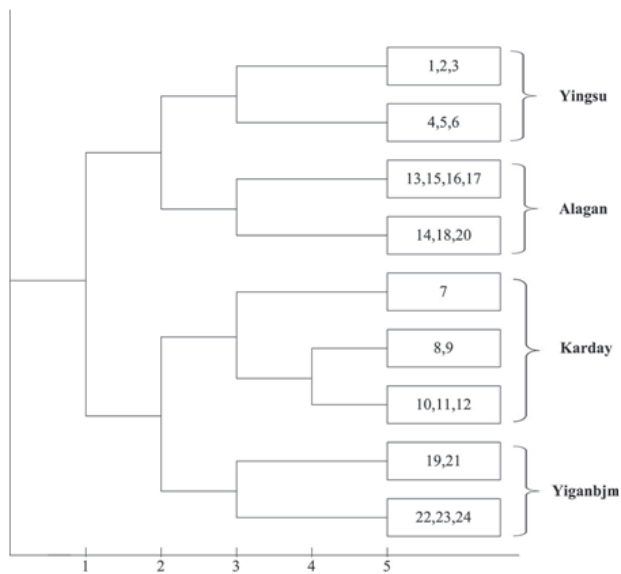 1,2,3
Yingsu
4,5,6
13,15,16,17
Alagan
14,18,20
7
8,9
Karday
10,11,12
19,21
Yiganbjm
22,23,24
1 2 3 4 5